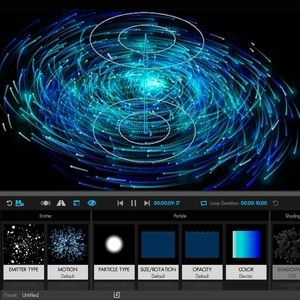 00:00:09:17 Loop Duration: 00:00:10:00
Emitter Particle Shading
EMITTER TYPE MOTION PARTICLE TYPE SIZE/ROTATION OPACITY COLOR SHADOW
Default Default Default Electric Off
Preset: Untitled